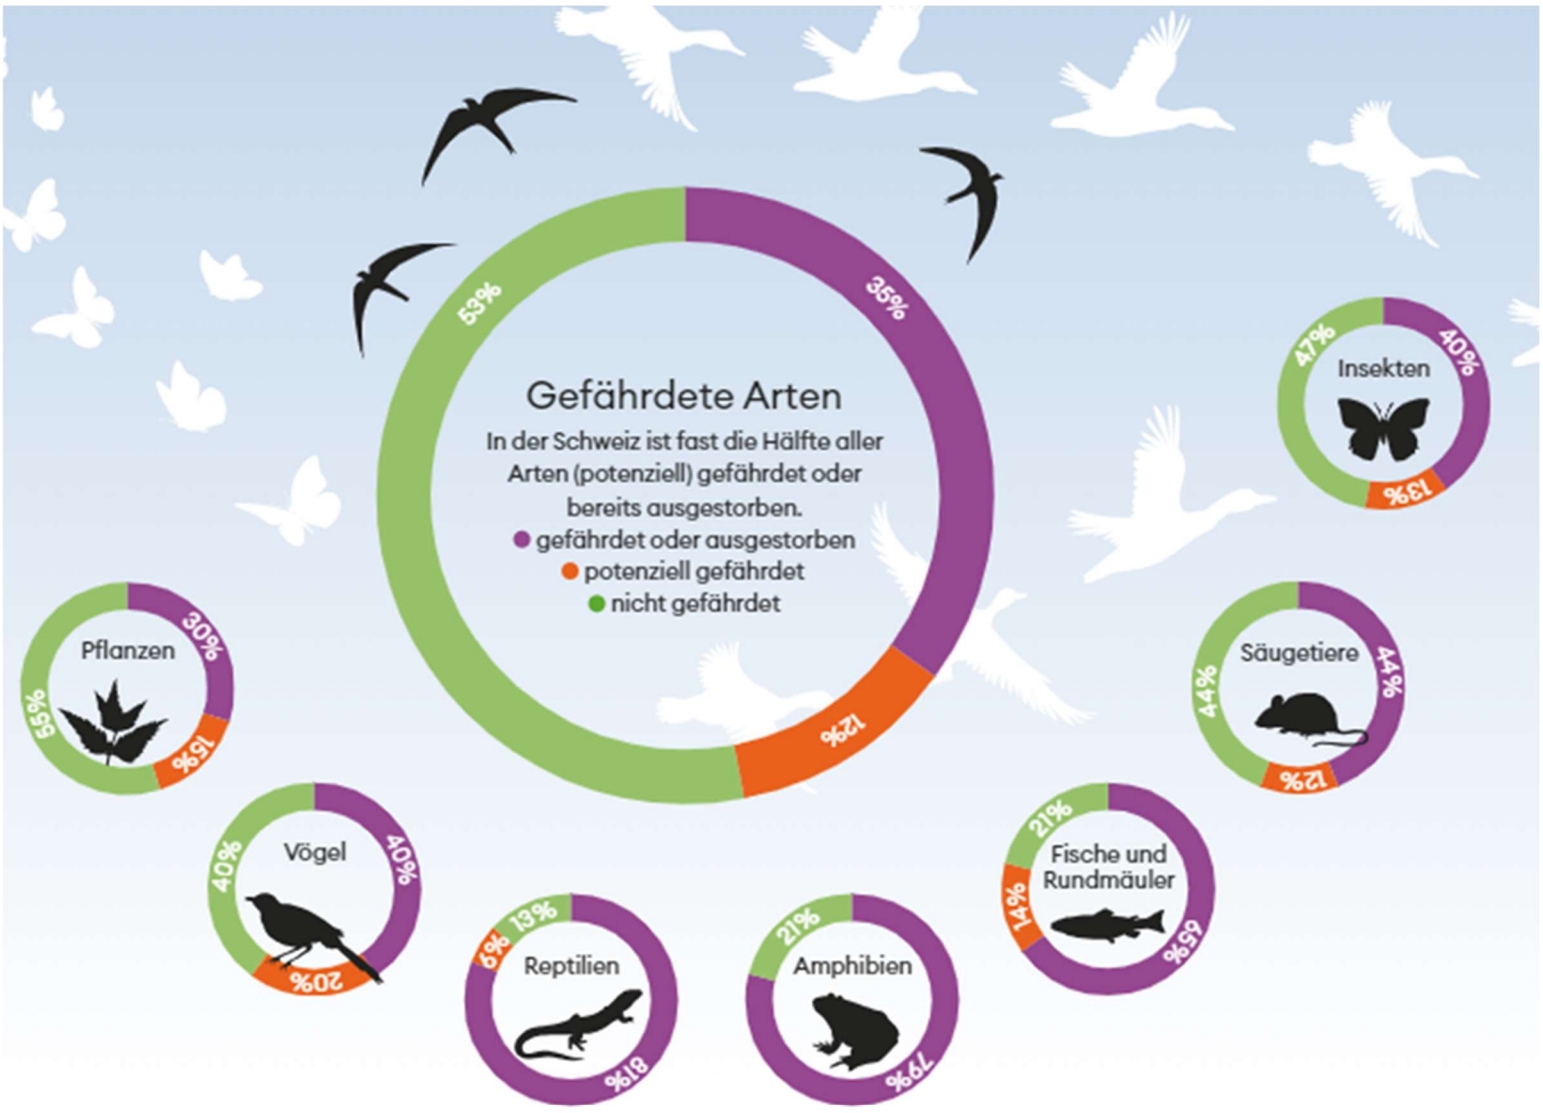 53%
35%
Gefährdete Arten
In der Schweiz ist fast die Hälfte aller
Arten (potenziell) gefährdet oder
bereits ausgestorben.
gefährdet oder ausgestorben
potenziell gefährdet
nicht gefährdet
12%
47%
40%
Insekten
13%
Pflanzen
30%
55%
15%
Säugetiere
44%
44%
12%
Vögel
40%
40%
20%
21%
Fische und
Rundmäuler
14%
65%
13%
6%
Reptilien
81%
21%
Amphibien
79%